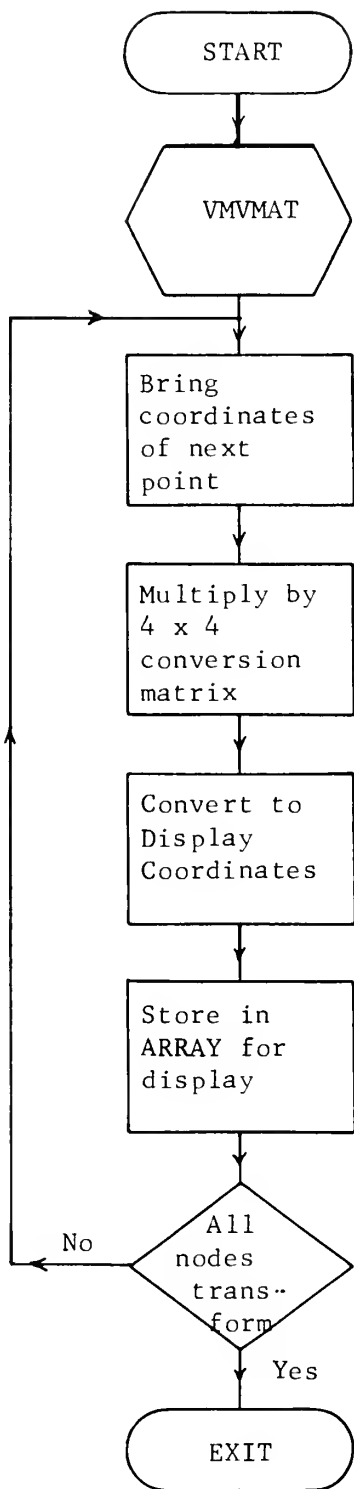 START
VMVMAT
Bring
coordinates
of next
point
Multiply by
4 x 4
conversion
matrix
Convert to
Display
Coordinates
Store in
ARRAY for
display
All
nodes
trans-
form
No
Yes
EXIT